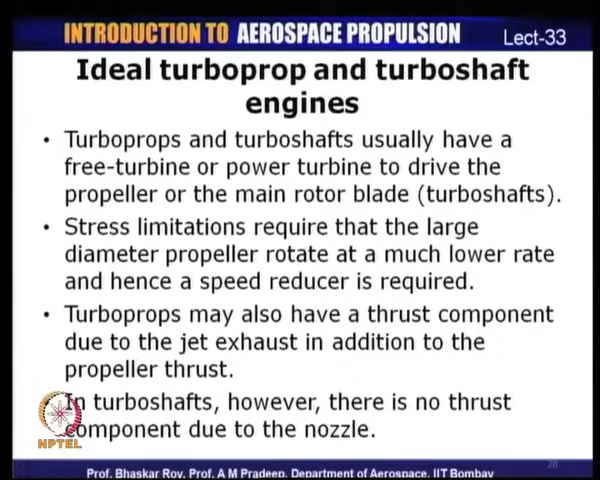 INTRODUCTION TO AEROSPACE PROPULSION Lect-33
Ideal turboprop and turboshaft
engines
• Turboprops and turboshafts usually have a
free-turbine or power turbine to drive the
propeller or the main rotor blade (turboshafts).
• Stress limitations require that the large
diameter propeller rotate at a much lower rate
and hence a speed reducer is required.
• Turboprops may also have a thrust component
due to the jet exhaust in addition to the
propeller thrust.
In turboshafts, however, there is no thrust
component due to the nozzle.
NPTEL
Prof. Bhaskar Roy, Prof. A M Pradeep, Department of Aerospace, IIT Bombay
20